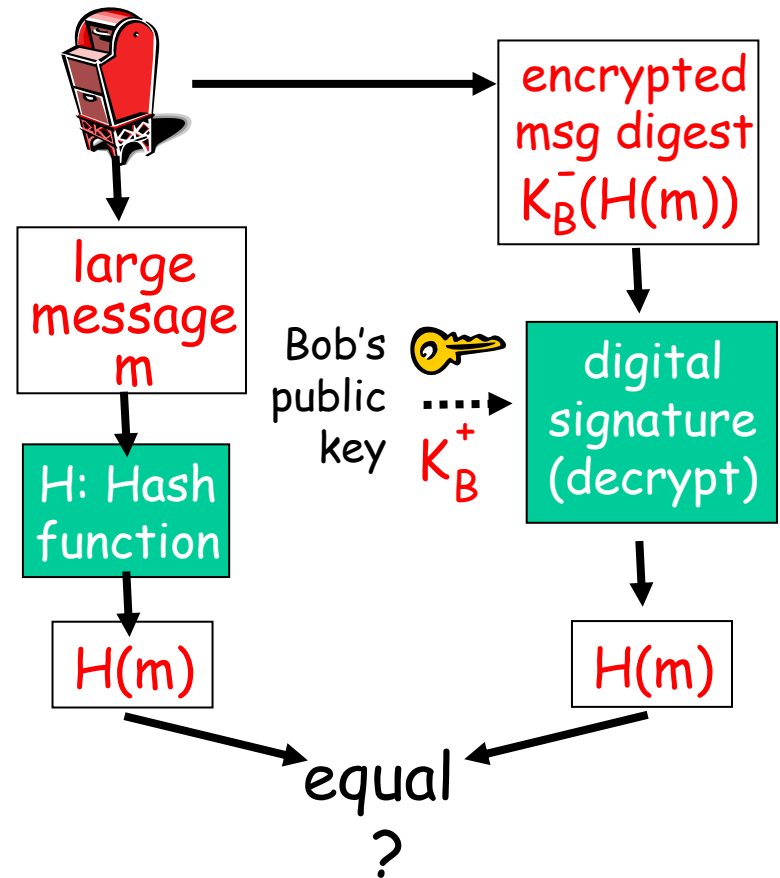 encrypted
msg digest
K_B^-(H(m))
large
message
m
Bob's
public
key
K_B^+
digital
signature
(decrypt)
H: Hash
function
H(m)
H(m)
equal
?